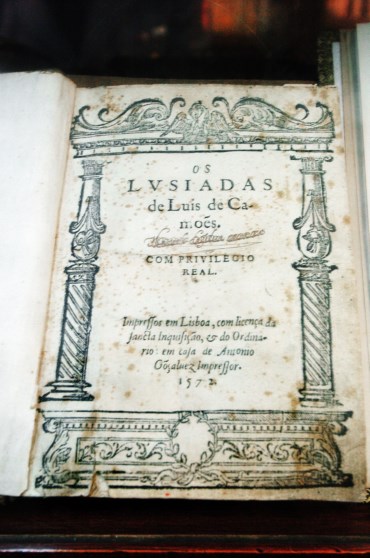 OS
LVSIADAS
de Luis de Ca-
mões.
COM PRIVILEGIO
REAL.
Impressos em Lisboa, com licença da
sancta Inquisição, & do Ordina-
rio: em casa de Antonio
Gõçaluez Impressor.
1572